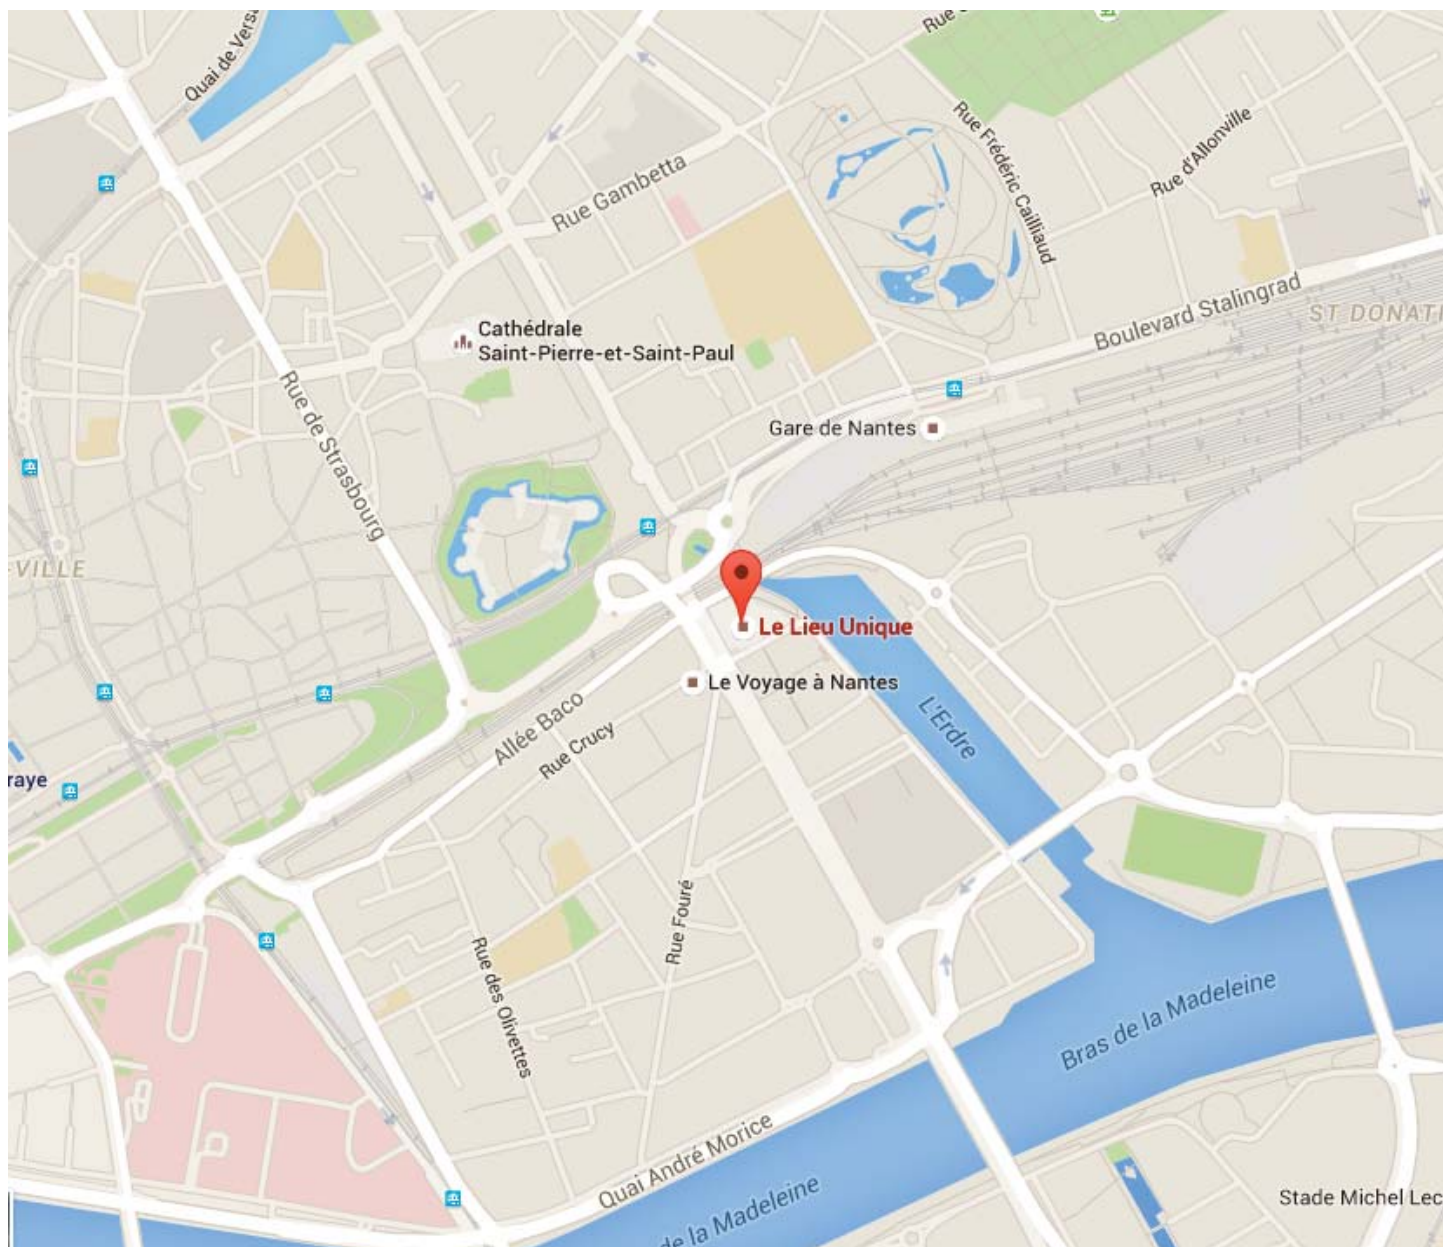 Quai de Versa
Rue
Rue Frédéric Cailliaud
Rue d'Allonville
Rue Gambetta
Boulevard Stalingrad
ST DONATI
Cathédrale
Saint-Pierre-et-Saint-Paul
Rue de Strasbourg
Gare de Nantes
-VILLE
Le Lieu Unique
Le Voyage à Nantes
L'Erdre
Allée Baco
Rue Crucy
raye
Rue Fouré
Rue des Olivettes
Bras de la Madeleine
Quai André Morice
de la Madeleine
Stade Michel Lec